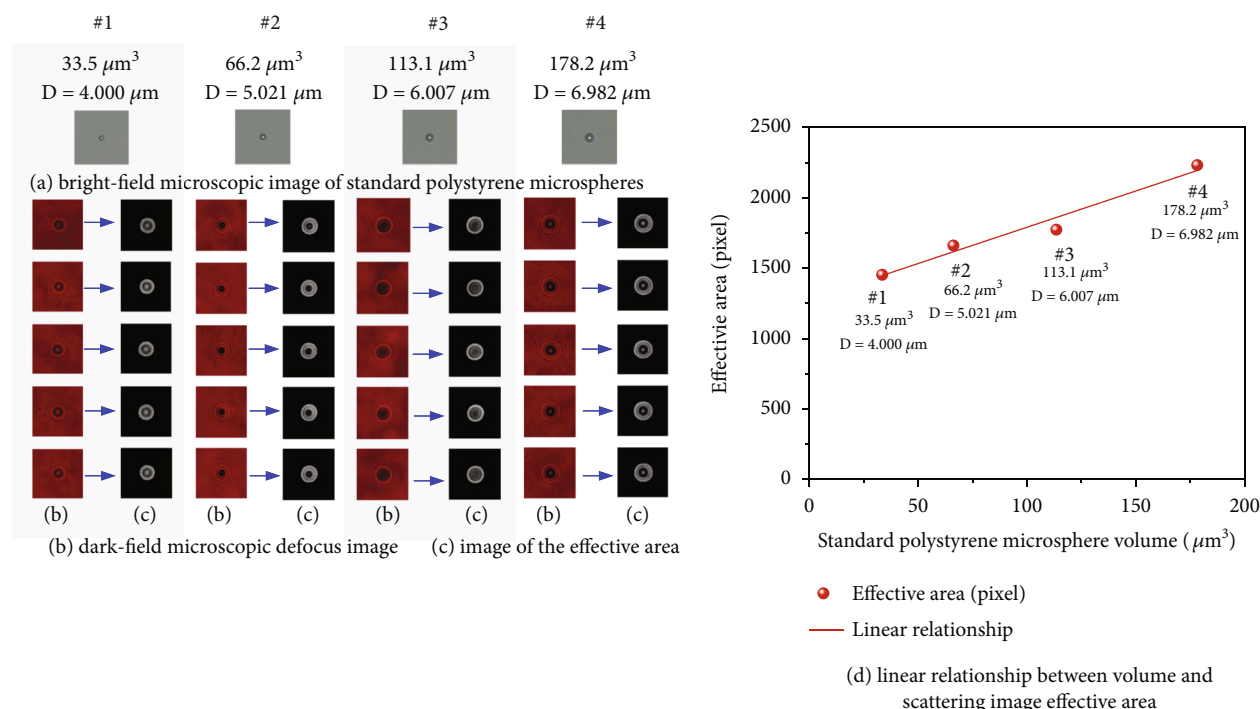 #1 #2 #3 #4
33.5 μm³ 66.2 μm³ 113.1 μm³ 178.2 μm³
D = 4.000 μm D = 5.021 μm D = 6.007 μm D = 6.982 μm
(a) bright-field microscopic image of standard polystyrene microspheres
(b) (c) (b) (c) (b) (c) (b) (c)
(b) dark-field microscopic defocus image (c) image of the effective area
2500
2000
1500
1000
500
0
Effectivie area (pixel)
#1
33.5 μm³
D = 4.000 μm
#2
66.2 μm³
D = 5.021 μm
#3
113.1 μm³
D = 6.007 μm
#4
178.2 μm³
D = 6.982 μm
0 50 100 150 200
Standard polystyrene microsphere volume (μm³)
Effective area (pixel)
Linear relationship
(d) linear relationship between volume and
scattering image effective area